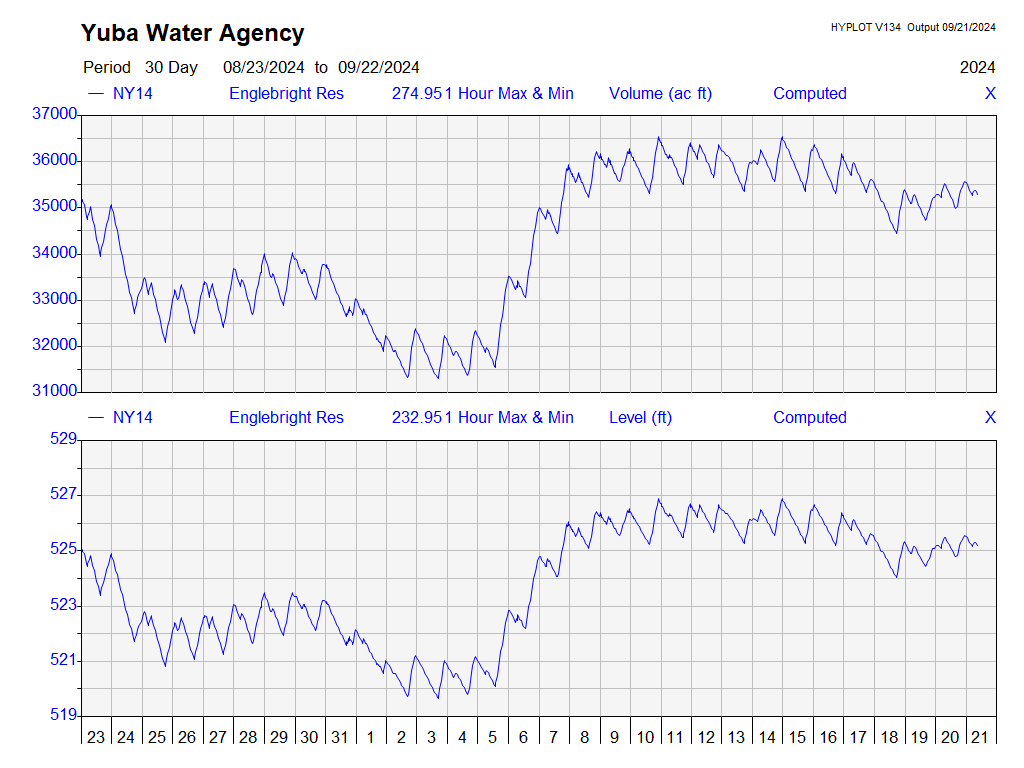 Yuba Water Agency
HYPLOT V134 Output 09/21/2024
Period 30 Day 08/23/2024 to 09/22/2024
2024
NY14 Englebright Res 274.951 Hour Max & Min Volume (ac ft) Computed X
37000
36000
35000
34000
33000
32000
31000
NY14 Englebright Res 232.951 Hour Max & Min Level (ft) Computed X
529
527
525
523
521
519
23 24 25 26 27 28 29 30 31 1 2 3 4 5 6 7 8 9 10 11 12 13 14 15 16 17 18 19 20 21